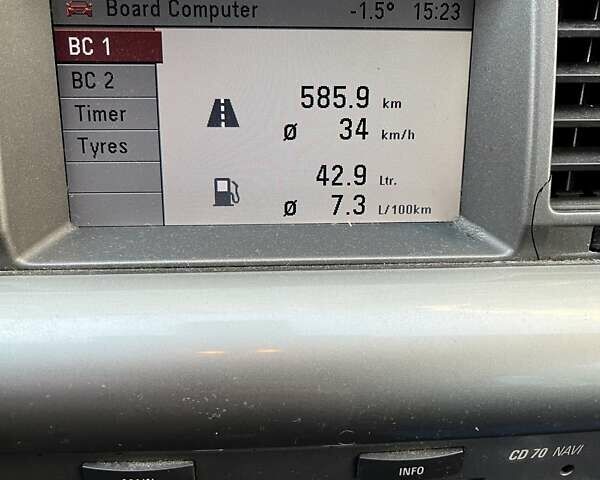 Board Computer -1.5° 15:23
BC 1
BC 2
Timer
Tyres
585.9 km
Ø 34 km/h
42.9 Ltr.
Ø 7.3 L/100km
CD 70 NAVI
INFO